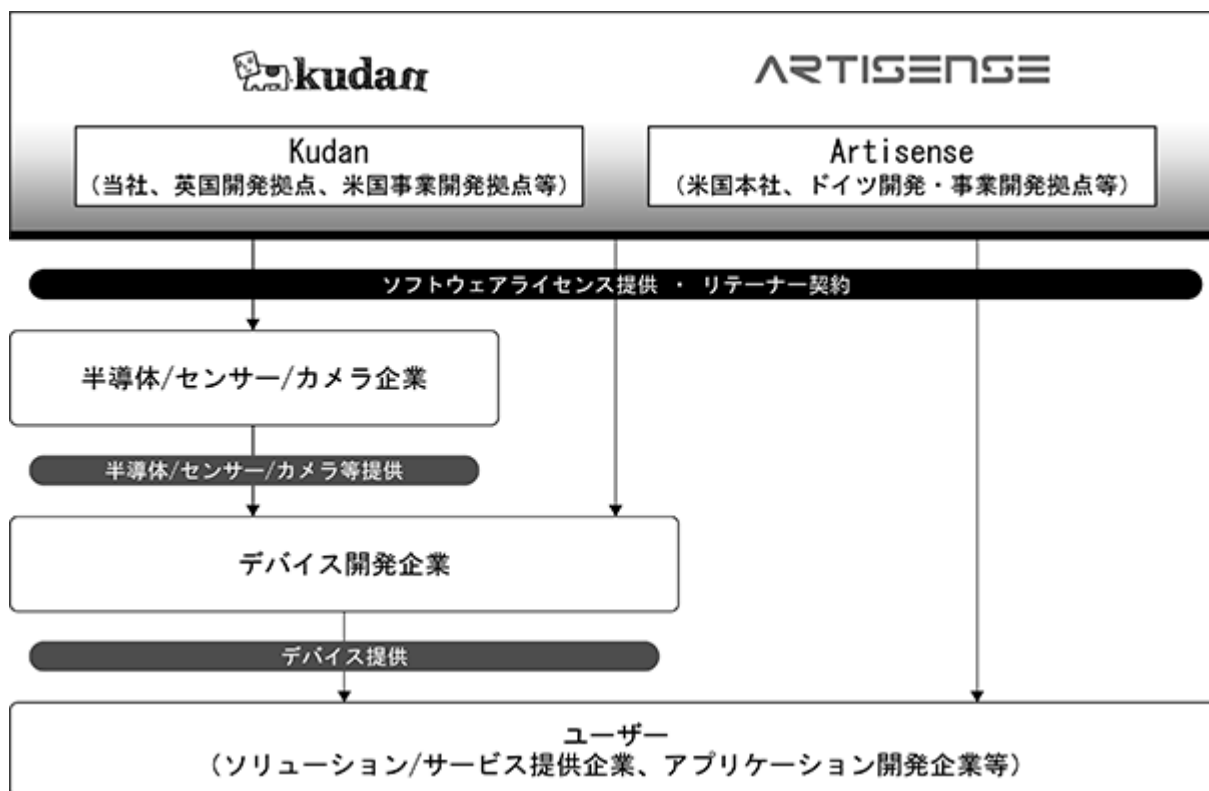 kudan
ARTISENSE
Kudan
（当社、英国開発拠点、米国事業開発拠点等）
Artisense
（米国本社、ドイツ開発・事業開発拠点等）
ソフトウェアライセンス提供 ・ リテーナー契約
半導体/センサー/カメラ企業
半導体/センサー/カメラ等提供
デバイス開発企業
デバイス提供
ユーザー
（ソリューション/サービス提供企業、アプリケーション開発企業等）